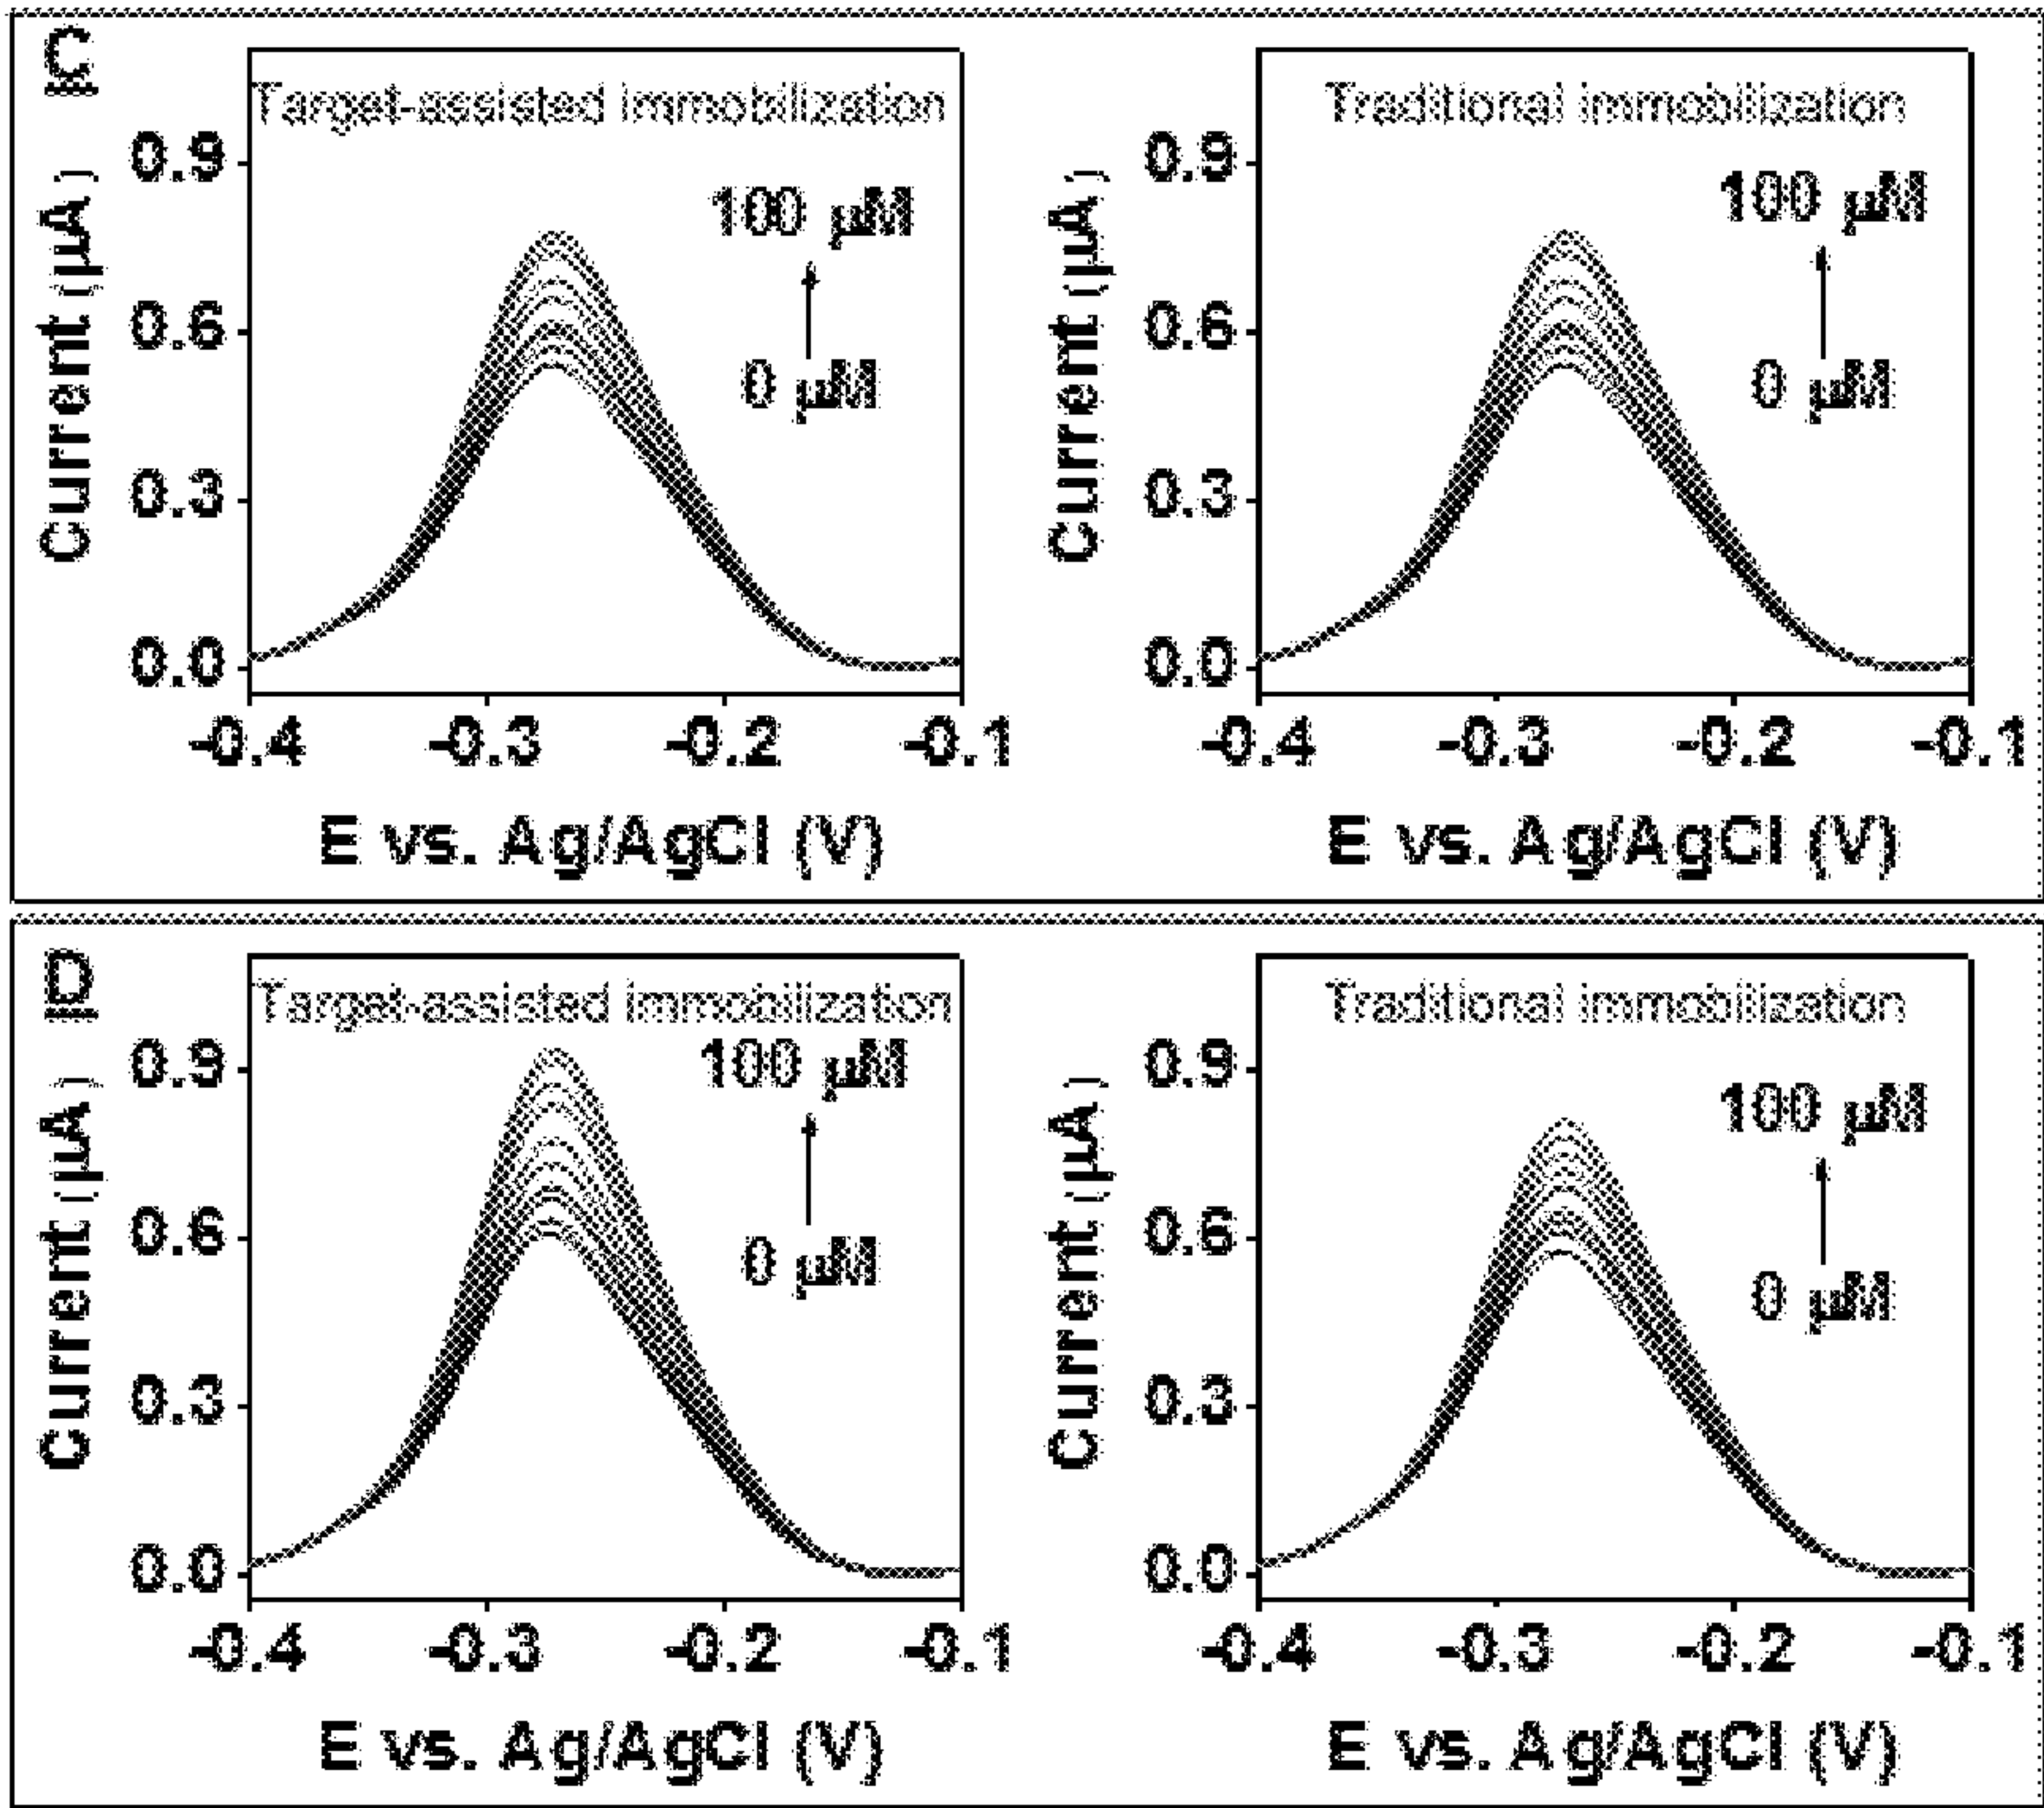 C
Target-assisted immobilization
Current (µA)
0.9
0.6
0.3
0.0
100 µM
0 µM
-0.4 -0.3 -0.2 -0.1
E vs. Ag/AgCl (V)
Traditional immobilization
Current (µA)
0.9
0.6
0.3
0.0
100 µM
0 µM
-0.4 -0.3 -0.2 -0.1
E vs. Ag/AgCl (V)
D
Target-assisted immobilization
Current (µA)
0.9
0.6
0.3
0.0
100 µM
0 µM
-0.4 -0.3 -0.2 -0.1
E vs. Ag/AgCl (V)
Traditional immobilization
Current (µA)
0.9
0.6
0.3
0.0
100 µM
0 µM
-0.4 -0.3 -0.2 -0.1
E vs. Ag/AgCl (V)